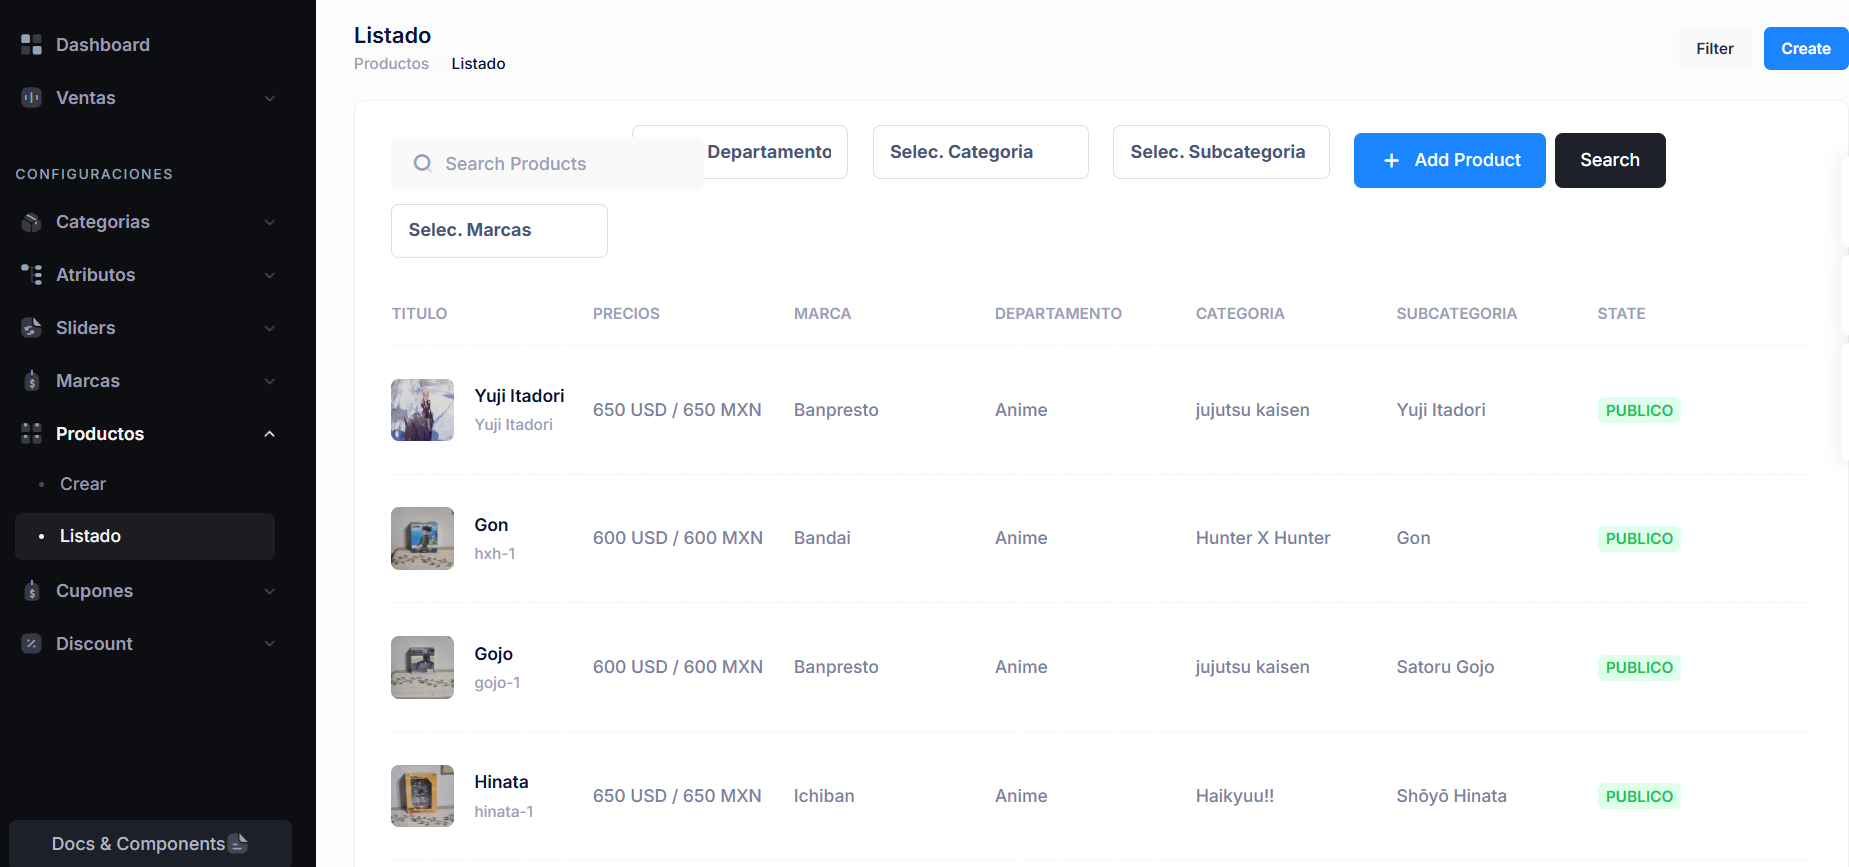 Dashboard
Ventas
CONFIGURACIONES
Categorias
Atributos
Sliders
Marcas
Productos
Crear
Listado
Cupones
Discount
Docs & Components
Listado
Productos - Listado
Filter
Create
Search Products
Departamento
Selec. Categoria
Selec. Subcategoria
Add Product
Search
Selec. Marcas
TITULO PRECIOS MARCA DEPARTAMENTO CATEGORIA SUBCATEGORIA STATE
Yuji Itadori
Yuji Itadori
650 USD / 650 MXN Banpresto Anime jujutsu kaisen Yuji Itadori PUBLICO
Gon
hxh-1
600 USD / 600 MXN Bandai Anime Hunter X Hunter Gon PUBLICO
Gojo
gojo-1
600 USD / 600 MXN Banpresto Anime jujutsu kaisen Satoru Gojo PUBLICO
Hinata
hinata-1
650 USD / 650 MXN Ichiban Anime Haikyuu!! Shōyō Hinata PUBLICO